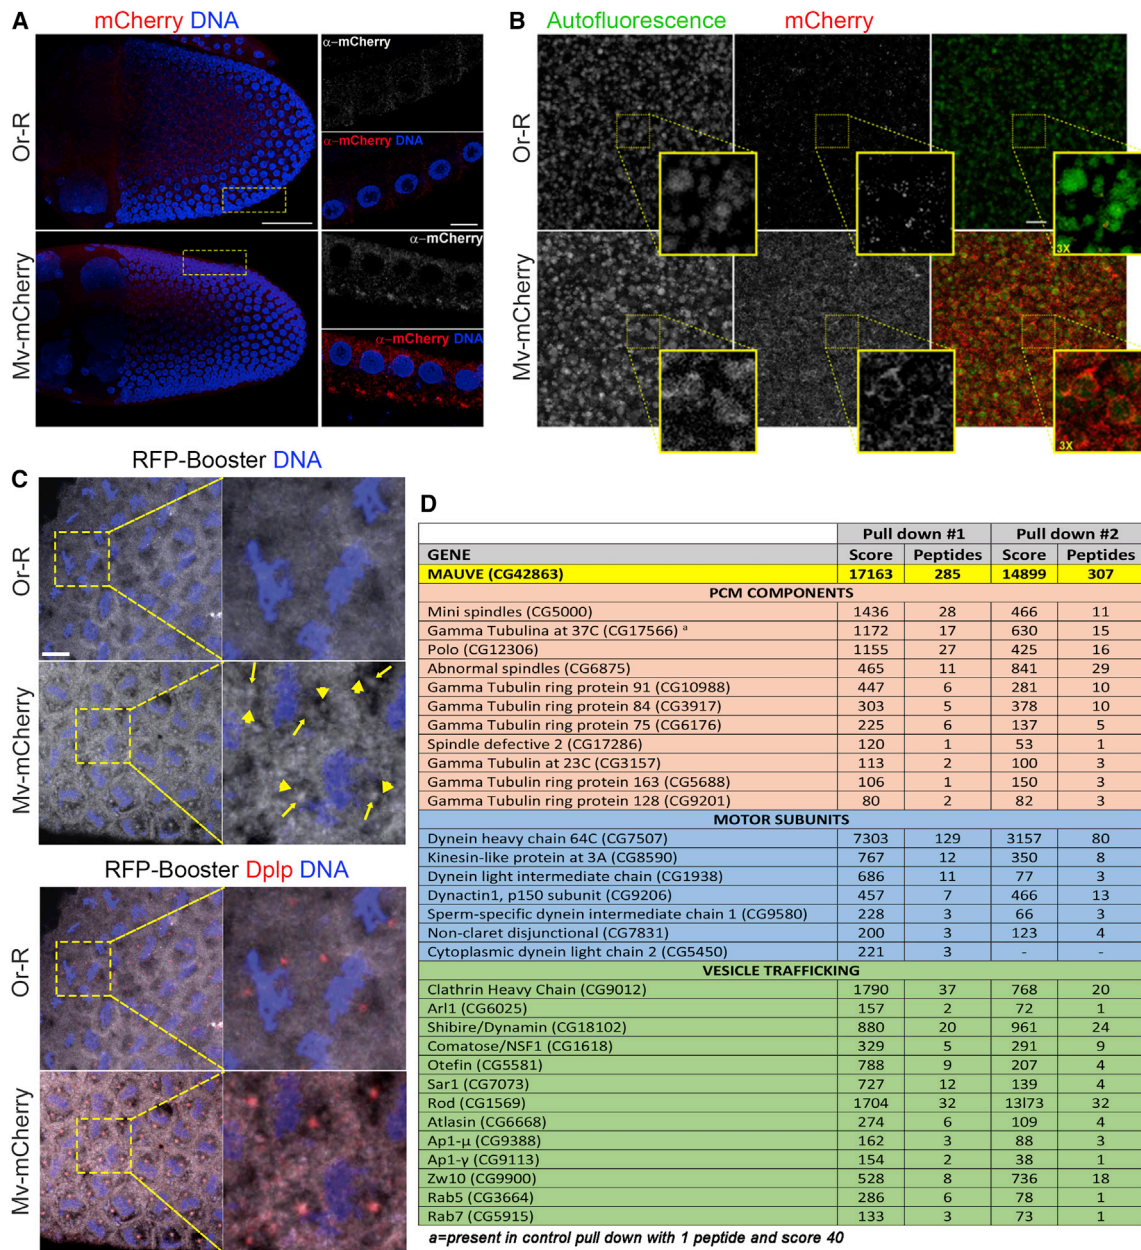 A
mCherry DNA
Or-R
α-mCherry
α-mCherry DNA
Mv-mCherry
α-mCherry
α-mCherry DNA
B
Autofluorescence mCherry
Or-R
3X
Mv-mCherry
3X
C
RFP-Booster DNA
Or-R
Mv-mCherry
RFP-Booster Dplp DNA
Or-R
Mv-mCherry
D
Pull down #1 Pull down #2
GENE Score Peptides Score Peptides
MAUVE (CG42863) 17163 285 14899 307
PCM COMPONENTS
Mini spindles (CG5000) 1436 28 466 11
Gamma Tubulina at 37C (CG17566) a 1172 17 630 15
Polo (CG12306) 1155 27 425 16
Abnormal spindles (CG6875) 465 11 841 29
Gamma Tubulin ring protein 91 (CG10988) 447 6 281 10
Gamma Tubulin ring protein 84 (CG3917) 303 5 378 10
Gamma Tubulin ring protein 75 (CG6176) 225 6 137 5
Spindle defective 2 (CG17286) 120 1 53 1
Gamma Tubulin at 23C (CG3157) 113 2 100 3
Gamma Tubulin ring protein 163 (CG5688) 106 1 150 3
Gamma Tubulin ring protein 128 (CG9201) 80 2 82 3
MOTOR SUBUNITS
Dynein heavy chain 64C (CG7507) 7303 129 3157 80
Kinesin-like protein at 3A (CG8590) 767 12 350 8
Dynein light intermediate chain (CG1938) 686 11 77 3
Dynactin1, p150 subunit (CG9206) 457 7 466 13
Sperm-specific dynein intermediate chain 1 (CG9580) 228 3 66 3
Non-claret disjunctional (CG7831) 200 3 123 4
Cytoplasmic dynein light chain 2 (CG5450) 221 3 - -
VESICLE TRAFFICKING
Clathrin Heavy Chain (CG9012) 1790 37 768 20
Arl1 (CG6025) 157 2 72 1
Shibire/Dynamin (CG18102) 880 20 961 24
Comatose/NSF1 (CG1618) 329 5 291 9
Otefin (CG5581) 788 9 207 4
Sar1 (CG7073) 727 12 139 4
Rod (CG1569) 1704 32 13l73 32
Atlasin (CG6668) 274 6 109 4
Ap1-μ (CG9388) 162 3 88 3
Ap1-γ (CG9113) 154 2 38 1
Zw10 (CG9900) 528 8 736 18
Rab5 (CG3664) 286 6 78 1
Rab7 (CG5915) 133 3 73 1
a=present in control pull down with 1 peptide and score 40